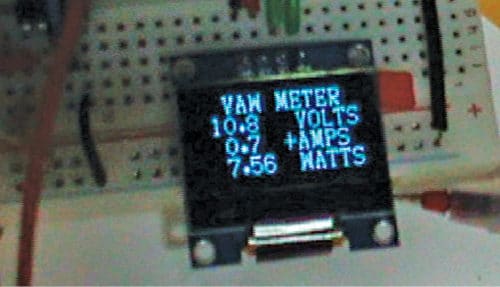 VAW METER
10.8 VOLTS
0.7 +AMPS
7.56 WATTS